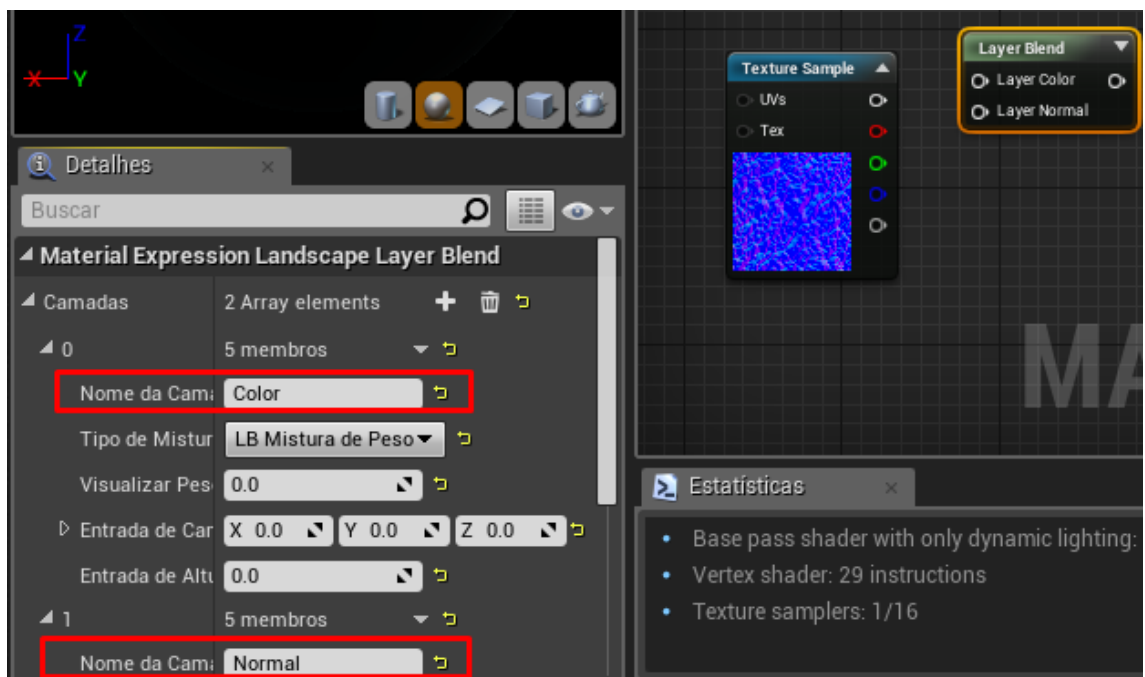 Z
X Y
Detalhes
Buscar
Material Expression Landscape Layer Blend
Camadas 2 Array elements
0 5 membros
Nome da Cama Color
Tipo de Mistur LB Mistura de Peso
Visualizar Pes 0.0
Entrada de Car X 0.0 Y 0.0 Z 0.0
Entrada de Altu 0.0
1 5 membros
Nome da Cama Normal
Texture Sample
UVs
Tex
Layer Blend
Layer Color
Layer Normal
MA
Estatísticas
Base pass shader with only dynamic lighting:
Vertex shader: 29 instructions
Texture samplers: 1/16